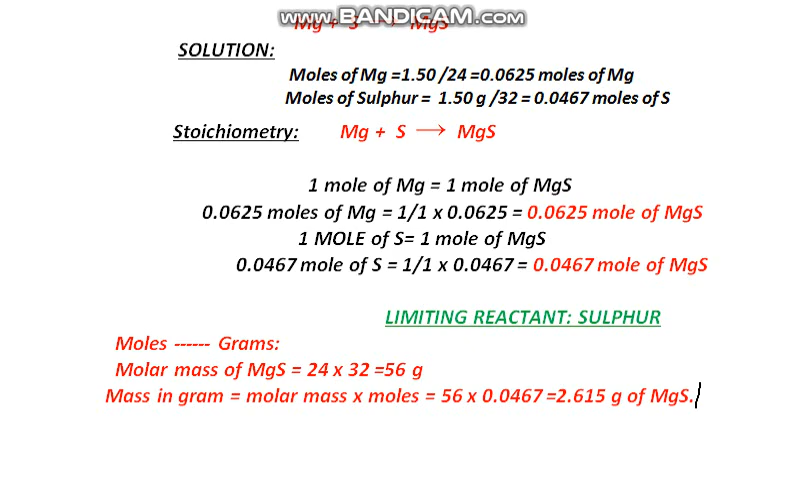 www.BANDICAM.com
Mg + S → MgS
SOLUTION:
Moles of Mg =1.50 /24 =0.0625 moles of Mg
Moles of Sulphur = 1.50 g /32 = 0.0467 moles of S
Stoichiometry: Mg + S → MgS
1 mole of Mg = 1 mole of MgS
0.0625 moles of Mg = 1/1 x 0.0625 = 0.0625 mole of MgS
1 MOLE of S= 1 mole of MgS
0.0467 mole of S = 1/1 x 0.0467 = 0.0467 mole of MgS
LIMITING REACTANT: SULPHUR
Moles ------ Grams:
Molar mass of MgS = 24 x 32 =56 g
Mass in gram = molar mass x moles = 56 x 0.0467 =2.615 g of MgS.